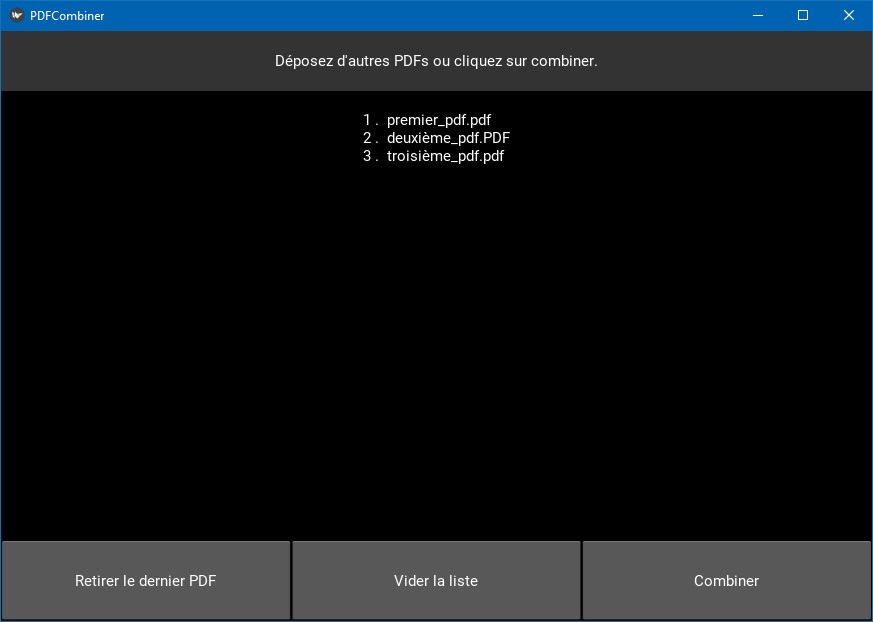 PDFCombiner
Déposez d'autres PDFs ou cliquez sur combiner.
1 . premier_pdf.pdf
2 . deuxième_pdf.PDF
3 . troisième_pdf.pdf
Retirer le dernier PDF
Vider la liste
Combiner